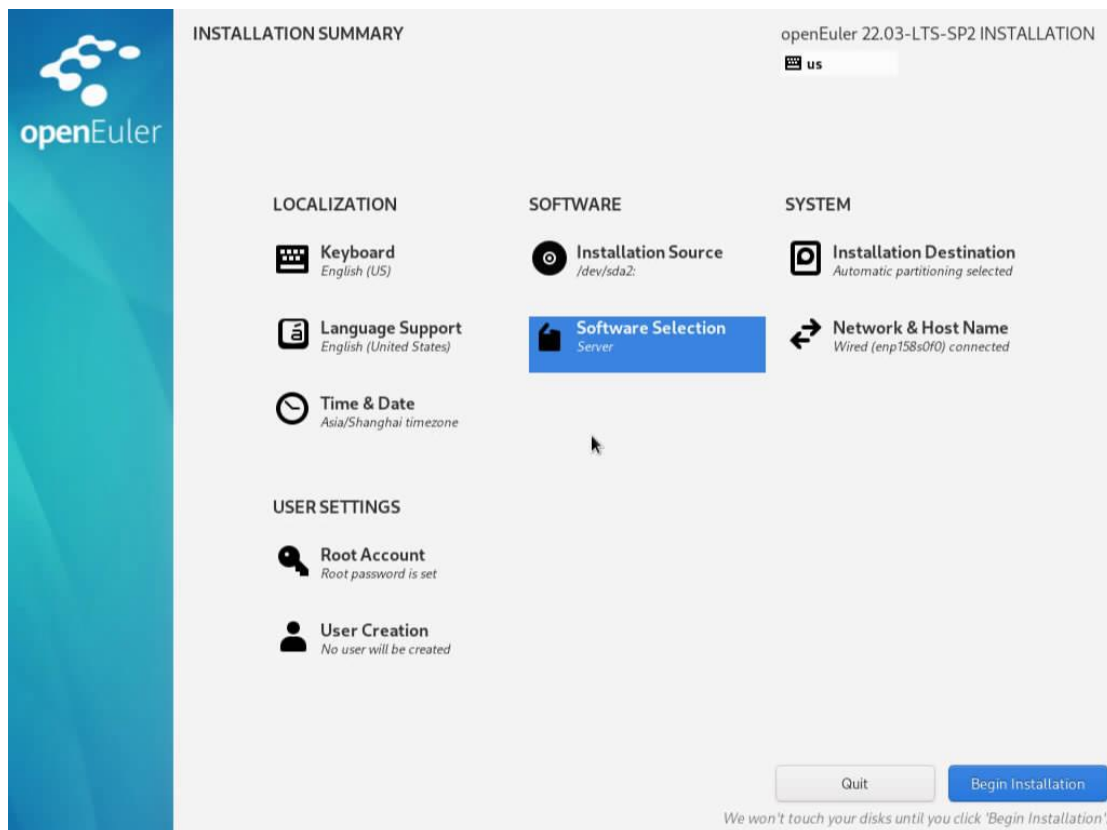 INSTALLATION SUMMARY
openEuler 22.03-LTS-SP2 INSTALLATION
us
openEuler
LOCALIZATION
Keyboard
English (US)
Language Support
English (United States)
Time & Date
Asia/Shanghai timezone
SOFTWARE
Installation Source
/dev/sda2:
Software Selection
Server
SYSTEM
Installation Destination
Automatic partitioning selected
Network & Host Name
Wired (enp158s0f0) connected
USER SETTINGS
Root Account
Root password is set
User Creation
No user will be created
Quit
Begin Installation
We won't touch your disks until you click 'Begin Installation'